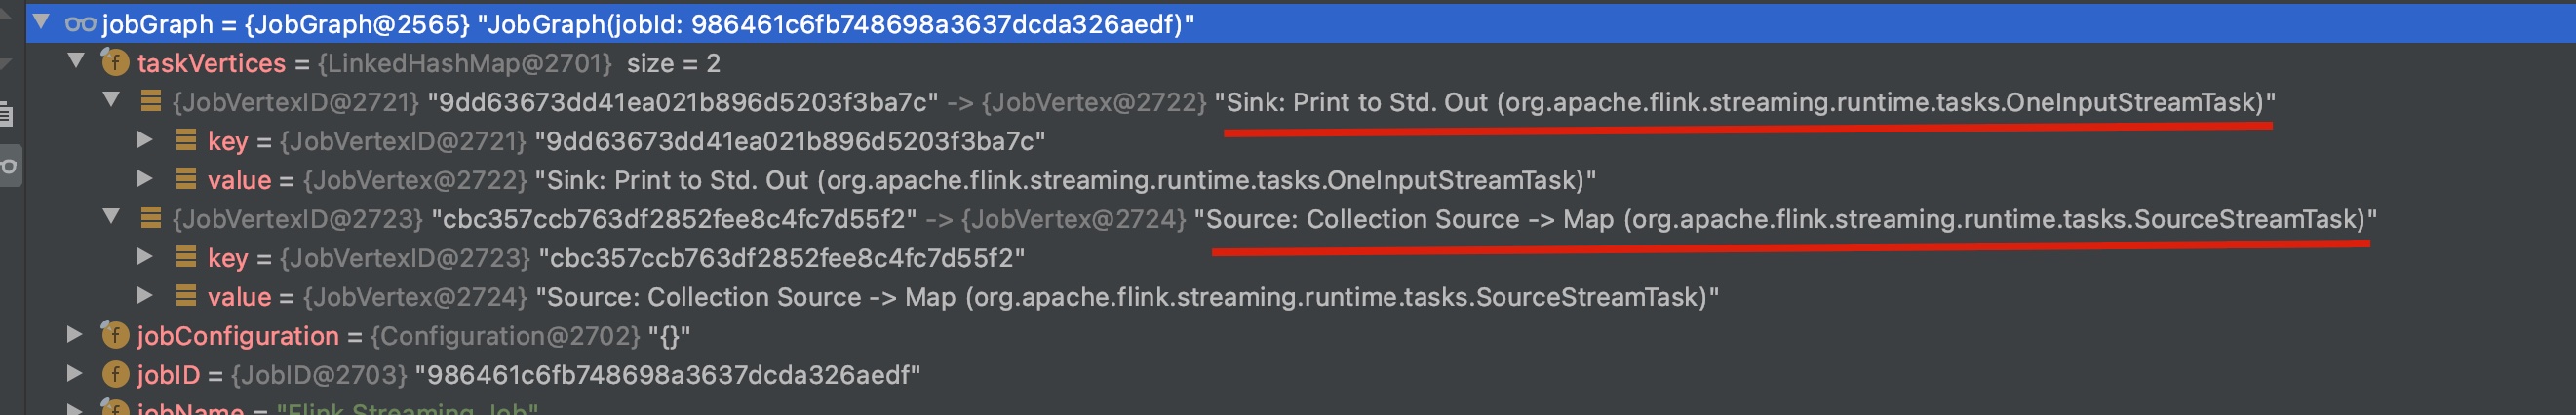 jobGraph = {JobGraph@2565} "JobGraph(jobId: 986461c6fb748698a3637dcda326aedf)"
f taskVertices = {LinkedHashMap@2701} size = 2
{JobVertexID@2721} "9dd63673dd41ea021b896d5203f3ba7c" -> {JobVertex@2722} "Sink: Print to Std. Out (org.apache.flink.streaming.runtime.tasks.OneInputStreamTask)"
key = {JobVertexID@2721} "9dd63673dd41ea021b896d5203f3ba7c"
value = {JobVertex@2722} "Sink: Print to Std. Out (org.apache.flink.streaming.runtime.tasks.OneInputStreamTask)"
{JobVertexID@2723} "cbc357ccb763df2852fee8c4fc7d55f2" -> {JobVertex@2724} "Source: Collection Source -> Map (org.apache.flink.streaming.runtime.tasks.SourceStreamTask)"
key = {JobVertexID@2723} "cbc357ccb763df2852fee8c4fc7d55f2"
value = {JobVertex@2724} "Source: Collection Source -> Map (org.apache.flink.streaming.runtime.tasks.SourceStreamTask)"
f jobConfiguration = {Configuration@2702} "{}"
f jobID = {JobID@2703} "986461c6fb748698a3637dcda326aedf"
f jobName = "Flink Streaming Job"